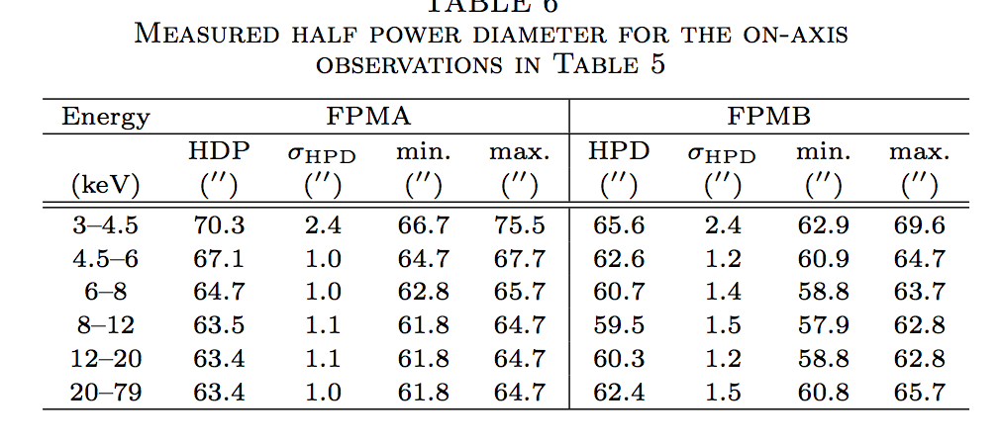 TABLE 6
MEASURED HALF POWER DIAMETER FOR THE ON-AXIS
OBSERVATIONS IN TABLE 5
Energy FPMA FPMB
HDP σHPD min. max. HPD σHPD min. max.
(keV) (′′) (′′) (′′) (′′) (′′) (′′) (′′) (′′)
3–4.5 70.3 2.4 66.7 75.5 65.6 2.4 62.9 69.6
4.5–6 67.1 1.0 64.7 67.7 62.6 1.2 60.9 64.7
6–8 64.7 1.0 62.8 65.7 60.7 1.4 58.8 63.7
8–12 63.5 1.1 61.8 64.7 59.5 1.5 57.9 62.8
12–20 63.4 1.1 61.8 64.7 60.3 1.2 58.8 62.8
20–79 63.4 1.0 61.8 64.7 62.4 1.5 60.8 65.7